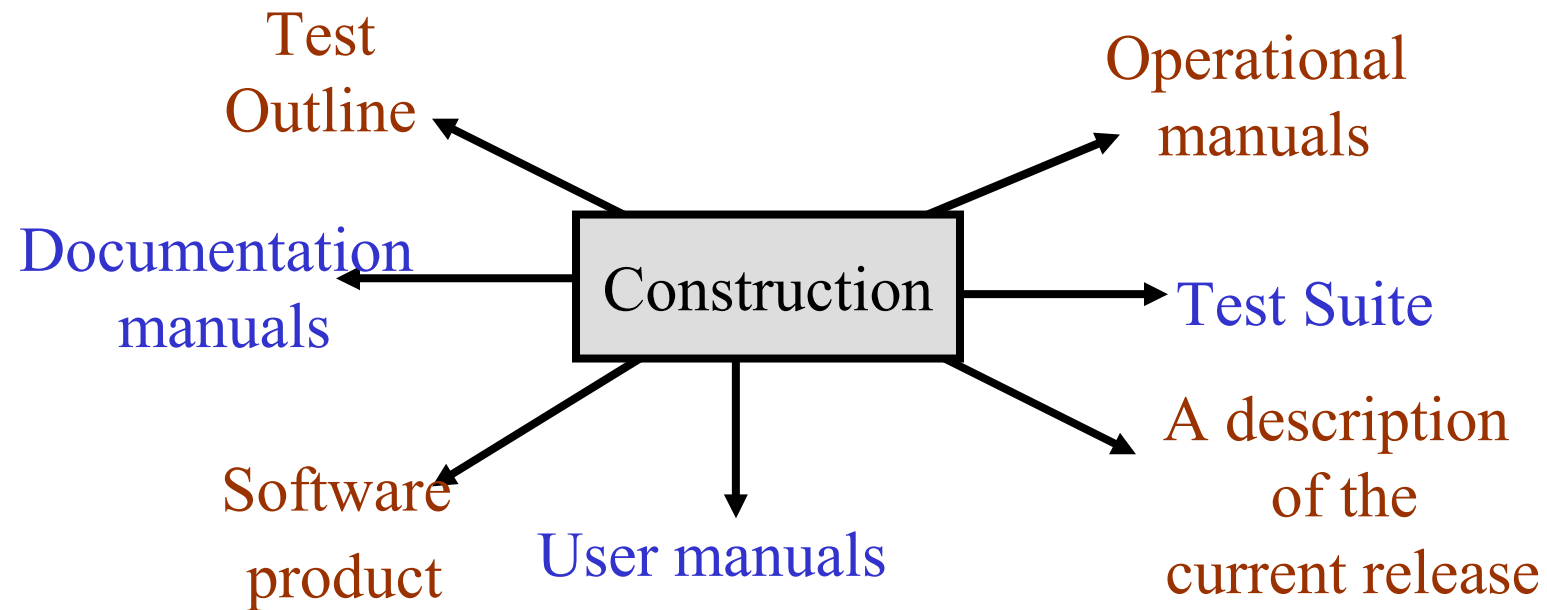 Test
Outline
Operational
manuals
Documentation
manuals
Construction
Test Suite
Software
product
User manuals
A description
of the
current release